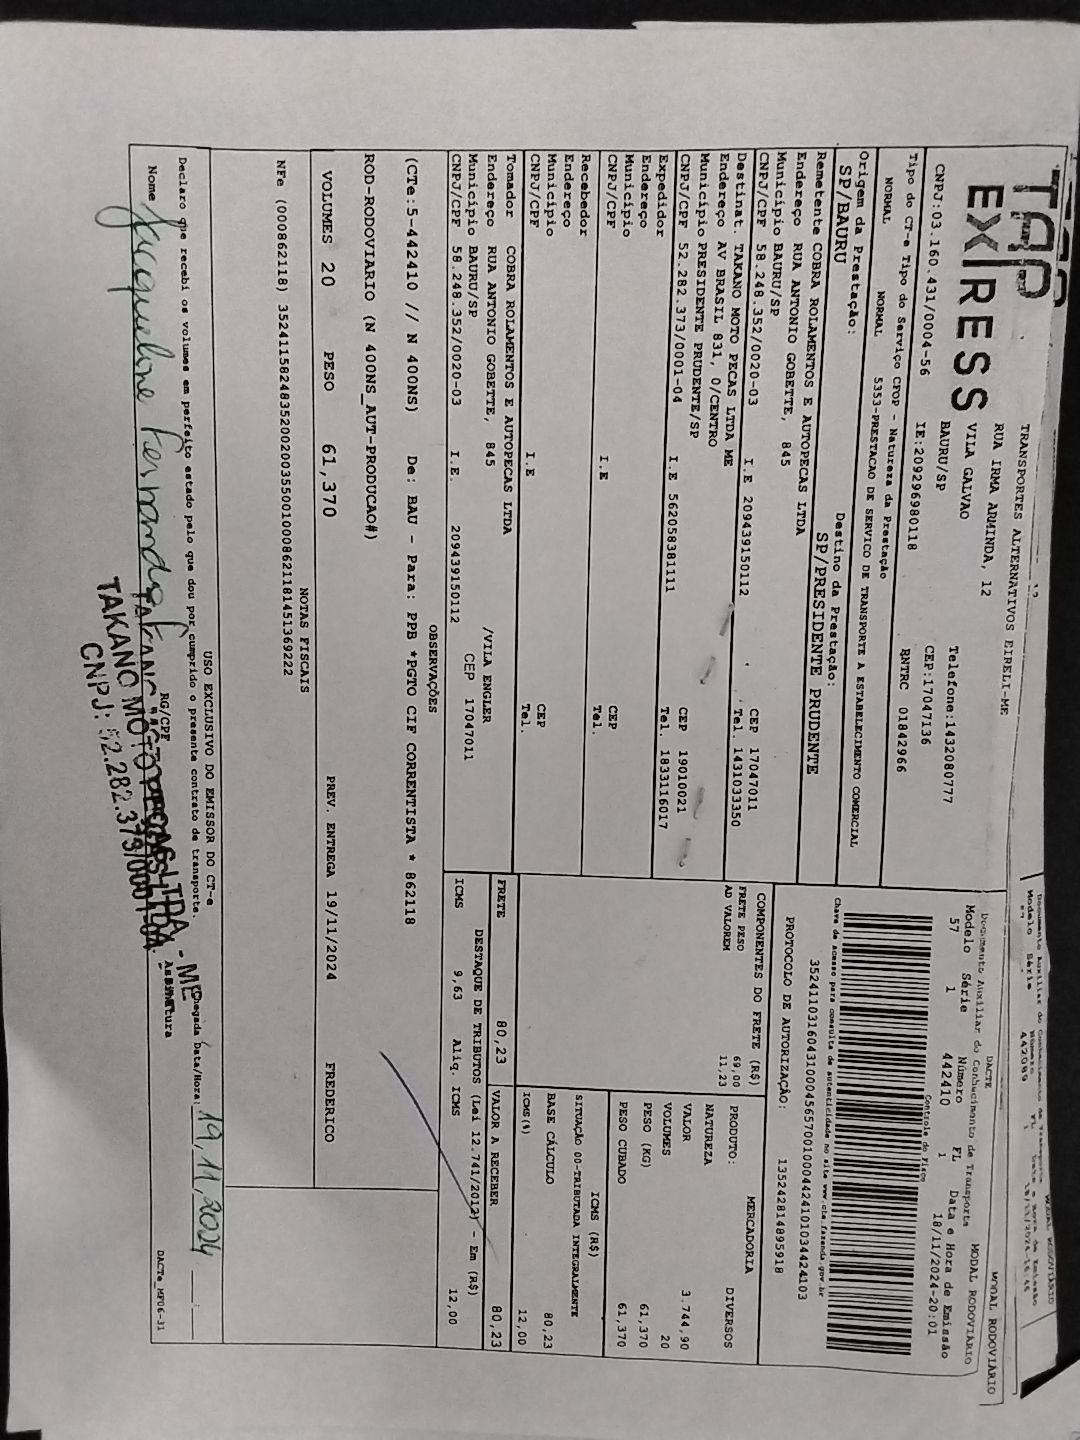 TAP
EXPRESS
TRANSPORTES ALTERNATIVOS EIRELI-ME
RUA IRMA ARMINDA, 12
VILA GALVAO
BAURU/SP
Telefone:1432080777
CEP:17047136
CNPJ:03.160.431/0004-56 IE:209296980118 RNTRC 01842966
Tipo do CT-e Tipo do Serviço CFOP - Natureza da Prestação
NORMAL NORMAL 5353-PRESTACAO DE SERVICO DE TRANSPORTE A ESTABELECIMENTO COMERCIAL
Origem da Prestação: Destino da Prestação:
SP/BAURU SP/PRESIDENTE PRUDENTE
Remetente COBRA ROLAMENTOS E AUTOPECAS LTDA
Endereço RUA ANTONIO GOBETTE, 845
Município BAURU/SP CEP 17047011
CNPJ/CPF 58.248.352/0020-03 I.E 209439150112 Tel. 1431033350
Destinat. TAKANO MOTO PECAS LTDA ME
Endereço AV BRASIL 831, 0/CENTRO
Município PRESIDENTE PRUDENTE/SP CEP 19010021
CNPJ/CPF 52.282.373/0001-04 I.E 562058381111 Tel. 1833116017
Expedidor
Endereço
Município CEP
CNPJ/CPF I.E Tel.
Recebedor
Endereço
Município CEP
CNPJ/CPF I.E Tel.
Tomador COBRA ROLAMENTOS E AUTOPECAS LTDA
Endereço RUA ANTONIO GOBETTE, 845 /VILA ENGLER
Município BAURU/SP CEP 17047011
CNPJ/CPF 58.248.352/0020-03 I.E. 209439150112
MODAL RODOVIÁRIO
DACTE
Documento Auxiliar do Conhecimento de Transporte MODAL RODOVIÁRIO
Modelo Série Número FL Data e Hora de Emissão
57 1 442410 1 18/11/2024-20:01
Controle do Fisco
Chave de acesso para consulta de autenticidade no site www.cte.fazenda.gov.br
35241103160431000456570010004424101034424103
PROTOCOLO DE AUTORIZAÇÃO: 135242814895918
COMPONENTES DO FRETE (R$)
FRETE PESO 69,00
AD VALOREM 11,23
FRETE 80,23
MERCADORIA
PRODUTO: DIVERSOS
NATUREZA
VALOR 3.744,90
VOLUMES 20
PESO (KG) 61,370
PESO CUBADO 61,370
ICMS (R$)
SITUAÇÃO 00-TRIBUTADA INTEGRALMENTE
BASE CÁLCULO 80,23
ICMS(%) 12,00
VALOR A RECEBER 80,23
DESTAQUE DE TRIBUTOS (Lei 12.741/2012) - Em (R$)
ICMS 9,63 Aliq. ICMS 12,00
OBSERVAÇÕES
(CTe:5-442410 // N 400NS) De: BAU - Para: PPB *PGTO CIF CORRENTISTA * 862118
ROD-RODOVIARIO (N 400NS_AUT-PRODUCAO#)
VOLUMES 20 PESO 61,370 PREV. ENTREGA 19/11/2024 FREDERICO
NOTAS FISCAIS
NFe (000862118) 35241158248352002003550010008621181451369222
USO EXCLUSIVO DO EMISSOR DO CT-e
Declaro que recebi os volumes em perfeito estado pelo que dou por cumprido o presente contrato de transporte. Chegada Data/Hora: 19/11/2024
Nome Jacqueline Fernanda RG/CPF Assinatura
TAKANO MOTO PECAS LTDA - ME
CNPJ: 52.282.373/0001-04
DACTe_MP06-31